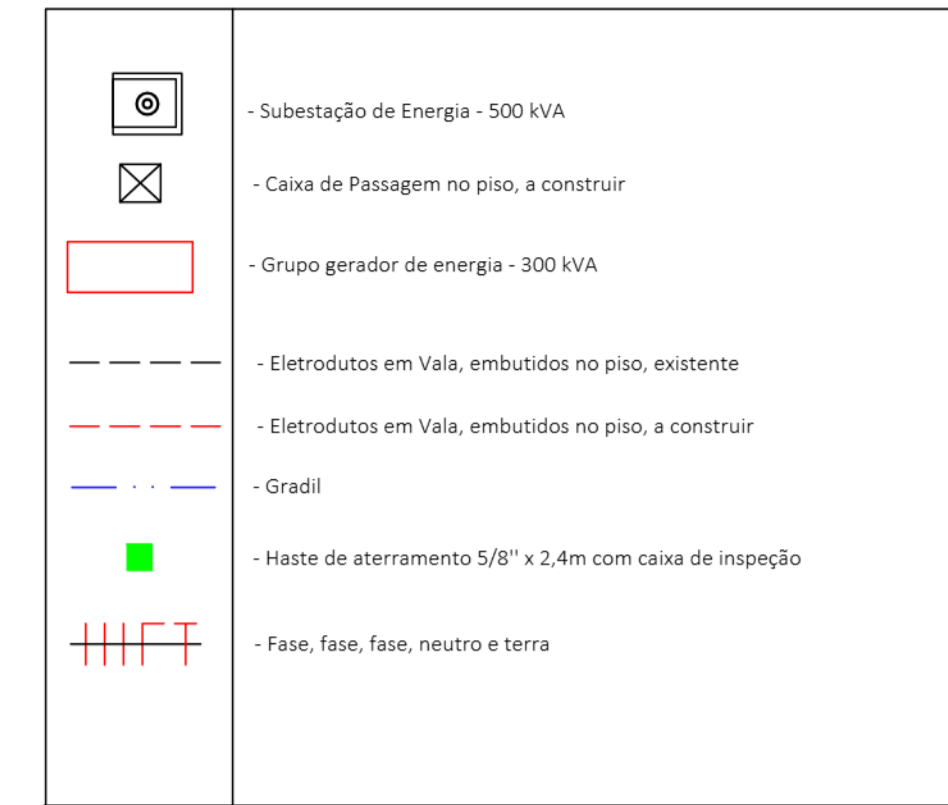 - Subestação de Energia - 500 kVA
- Caixa de Passagem no piso, a construir
- Grupo gerador de energia - 300 kVA
- Eletrodutos em Vala, embutidos no piso, existente
- Eletrodutos em Vala, embutidos no piso, a construir
- Gradil
- Haste de aterramento 5/8'' x 2,4m com caixa de inspeção
- Fase, fase, fase, neutro e terra